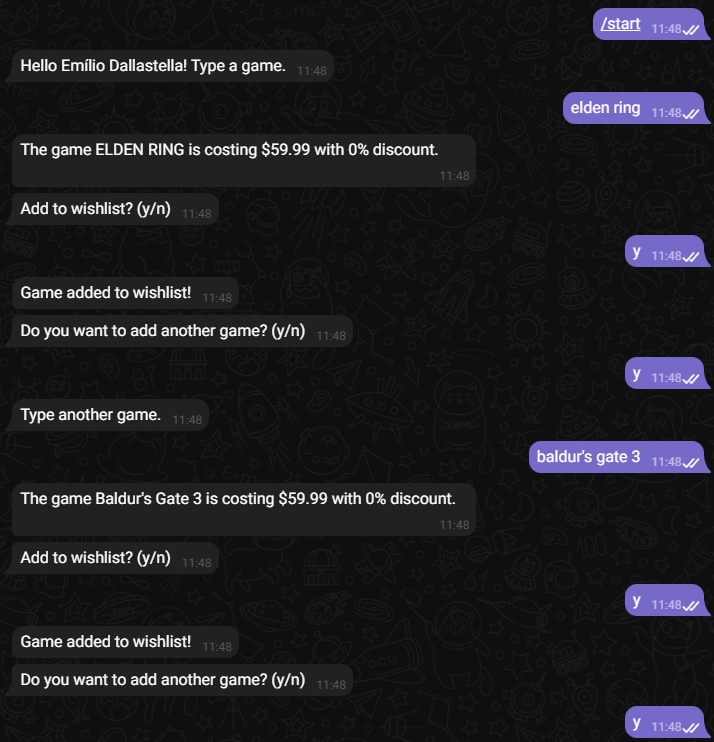 /start 11:48
Hello Emílio Dallastella! Type a game. 11:48
elden ring 11:48
The game ELDEN RING is costing $59.99 with 0% discount.
11:48
Add to wishlist? (y/n) 11:48
y 11:48
Game added to wishlist! 11:48
Do you want to add another game? (y/n) 11:48
y 11:48
Type another game. 11:48
baldur's gate 3 11:48
The game Baldur's Gate 3 is costing $59.99 with 0% discount.
11:48
Add to wishlist? (y/n) 11:48
y 11:48
Game added to wishlist! 11:48
Do you want to add another game? (y/n) 11:48
y 11:48